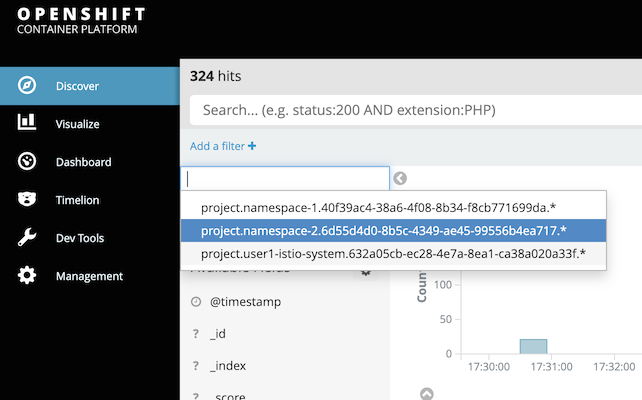 OPENSHIFT
CONTAINER PLATFORM
Discover
Visualize
Dashboard
Timelion
Dev Tools
Management
324 hits
Search... (e.g. status:200 AND extension:PHP)
Add a filter +
project.namespace-1.40f39ac4-38a6-4f08-8b34-f8cb771699da.*
project.namespace-2.6d55d4d0-8b5c-4349-ae45-99556b4ea717.*
project.user1-istio-system.632a05cb-ec28-4e7a-8ea1-ca38a020a33f.*
Available Fields
@timestamp
? _id
? _index
? _score
Count
100
50
0
17:30:00
17:31:00
17:32:00